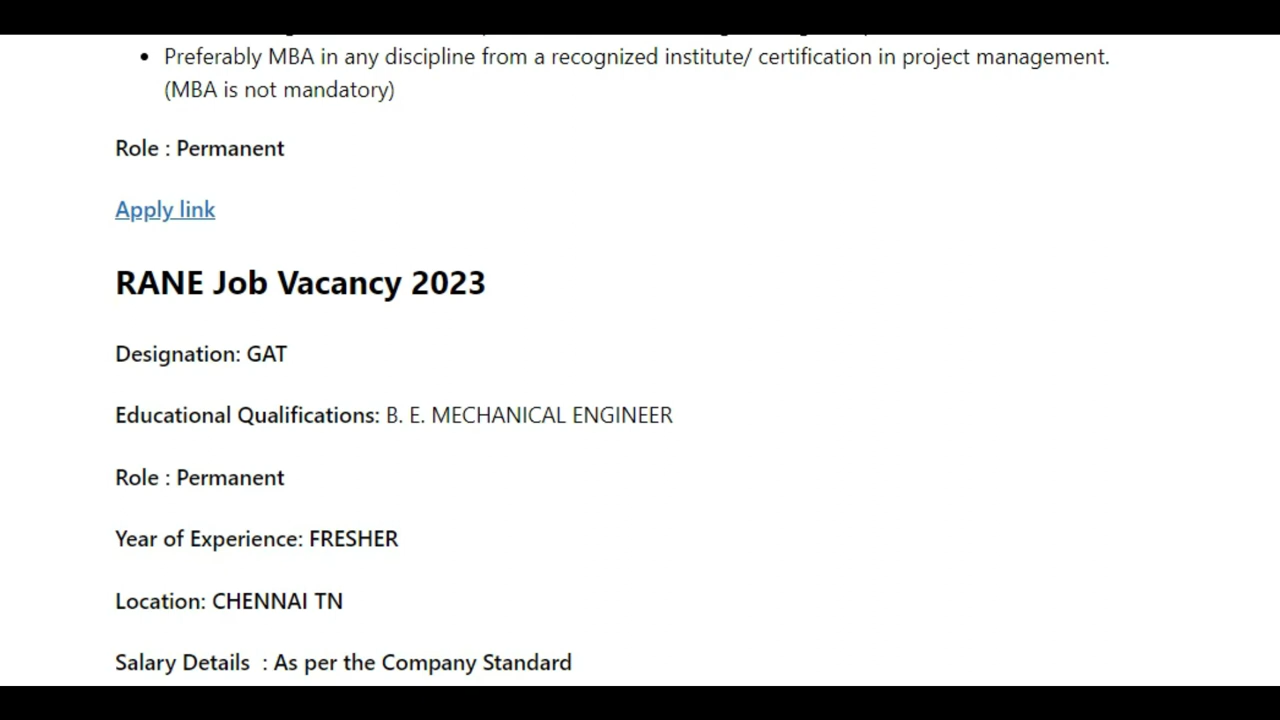 Preferably MBA in any discipline from a recognized institute/ certification in project management.
(MBA is not mandatory)
Role : Permanent
Apply link
RANE Job Vacancy 2023
Designation: GAT
Educational Qualifications: B. E. MECHANICAL ENGINEER
Role : Permanent
Year of Experience: FRESHER
Location: CHENNAI TN
Salary Details  : As per the Company Standard